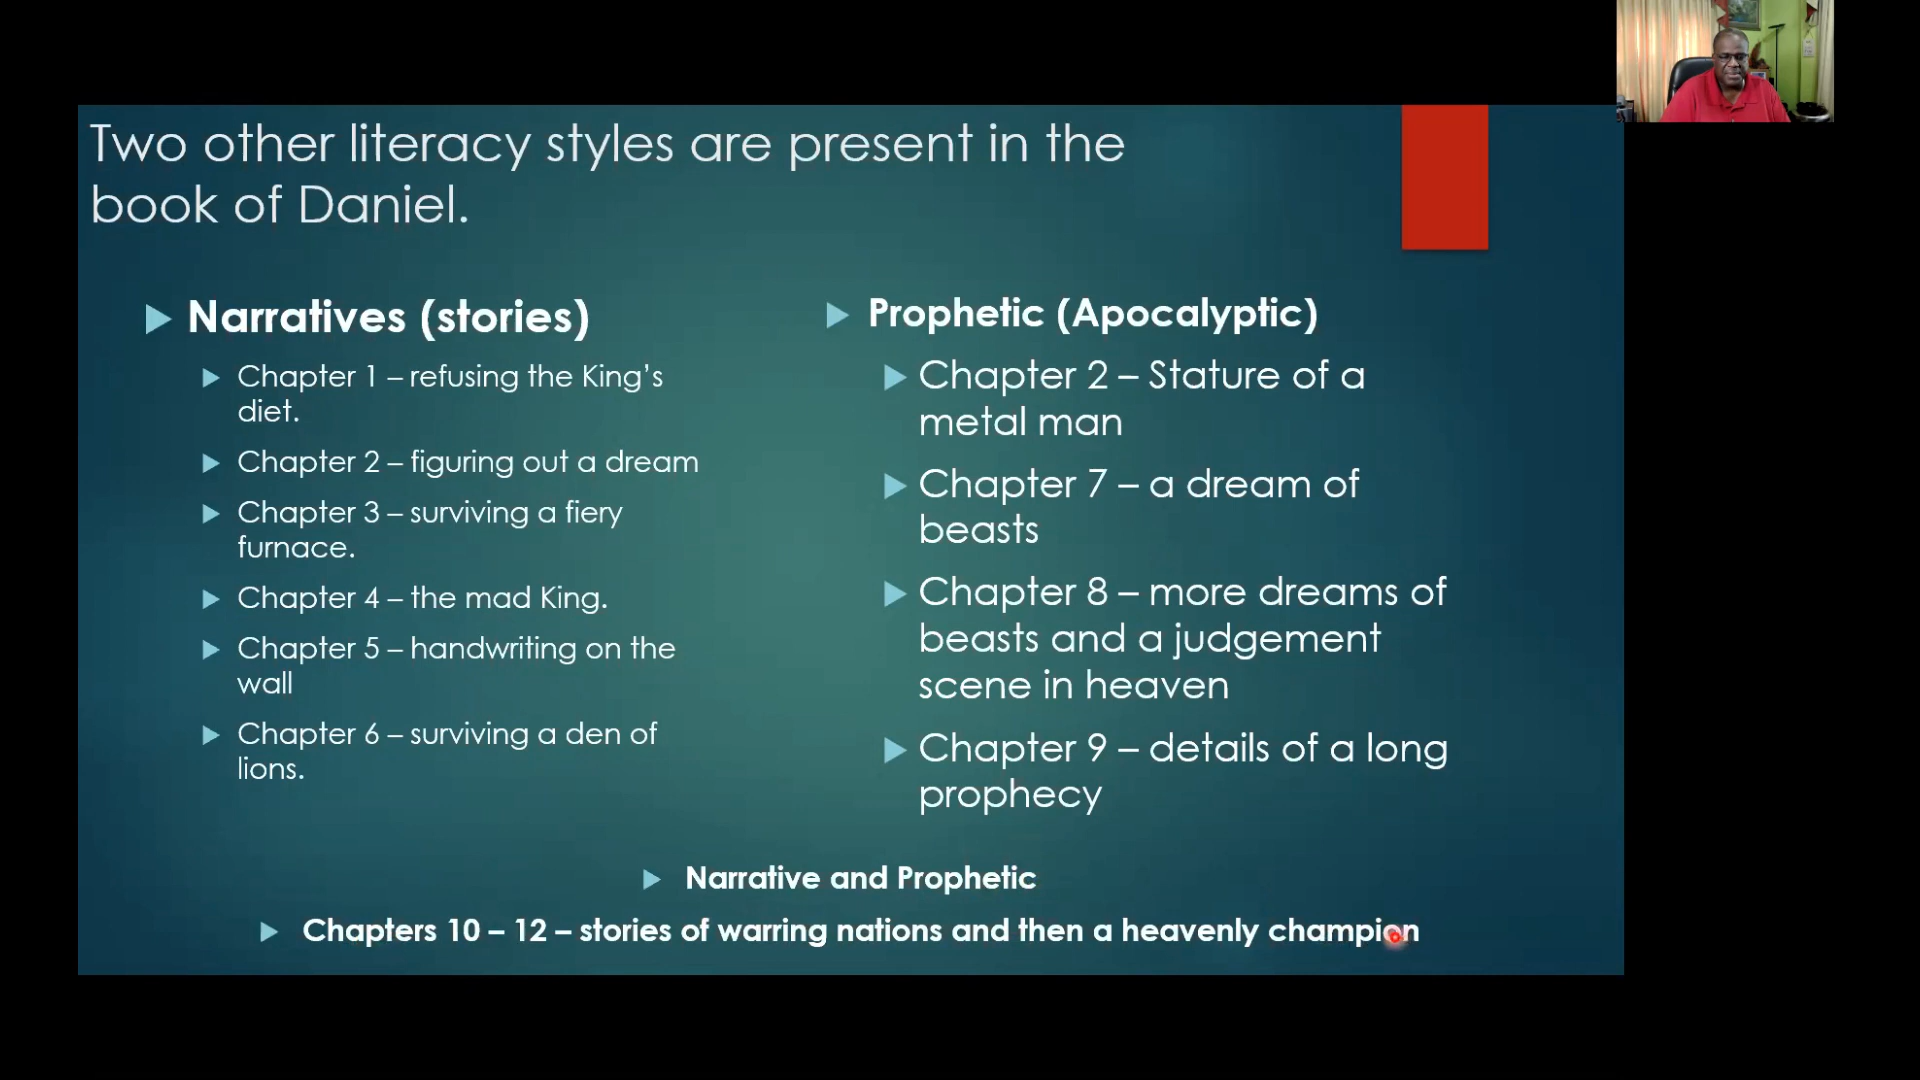 Two other literacy styles are present in the
book of Daniel.
Narratives (stories)
Chapter 1 – refusing the King's
diet.
Chapter 2 – figuring out a dream
Chapter 3 – surviving a fiery
furnace.
Chapter 4 – the mad King.
Chapter 5 – handwriting on the
wall
Chapter 6 – surviving a den of
lions.
Prophetic (Apocalyptic)
Chapter 2 – Stature of a
metal man
Chapter 7 – a dream of
beasts
Chapter 8 – more dreams of
beasts and a judgement
scene in heaven
Chapter 9 – details of a long
prophecy
Narrative and Prophetic
Chapters 10 – 12 – stories of warring nations and then a heavenly champion